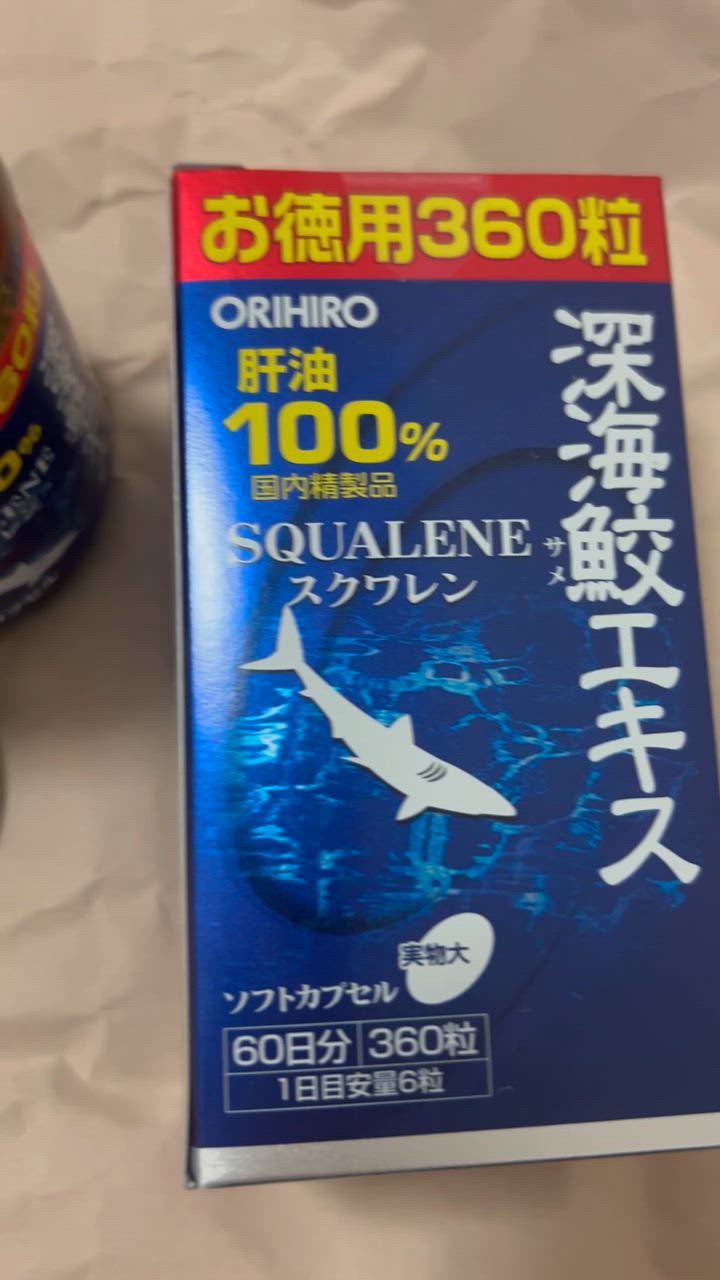 お徳用360粒
ORIHIRO
肝油
100%
国内精製品
SQUALENE
スクワレン
深海鮫エキス
サメ
実物大
ソフトカプセル
60日分 360粒
1日目安量6粒